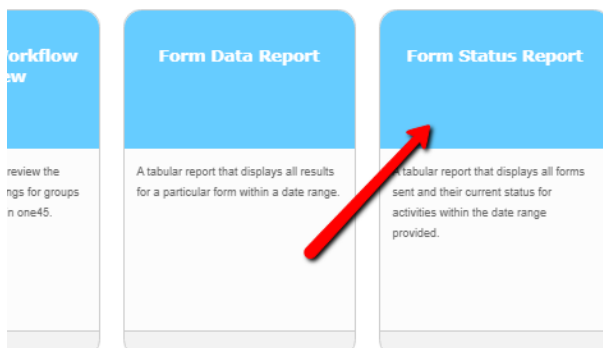 orkflow
ew
review the
ngs for groups
n one45.
Form Data Report
A tabular report that displays all results
for a particular form within a date range.
Form Status Report
A tabular report that displays all forms
sent and their current status for
activities within the date range
provided.